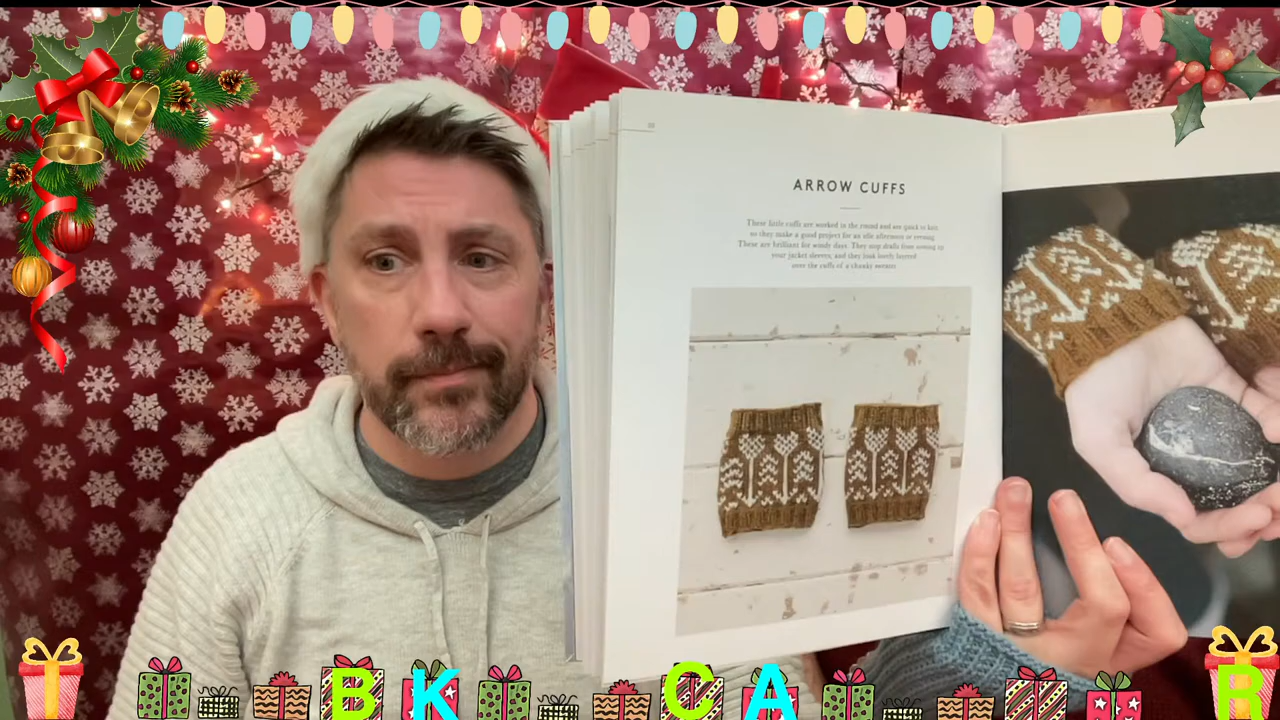 ARROW CUFFS
These little cuffs are worked in the round and are quick to knit
so they make a good project for an idle afternoon or evening
These are brilliant for windy days. They stop drafts from soaring up
your jacket sleeves, and they look lovely layered
over the cuffs of a chunky sweater
B K C A R